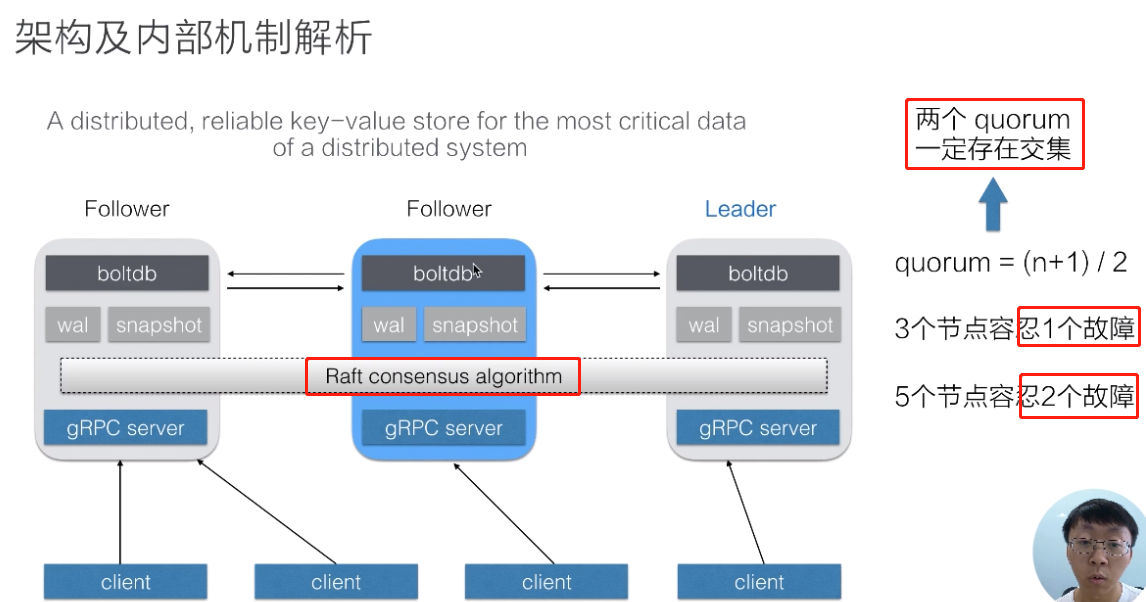 架构及内部机制解析
A distributed, reliable key-value store for the most critical data
of a distributed system
两个 quorum
一定存在交集
Follower
Follower
Leader
quorum = (n+1) / 2
3个节点容忍1个故障
5个节点容忍2个故障
boltdb
boltdb
boltdb
wal
snapshot
wal
snapshot
wal
snapshot
Raft consensus algorithm
gRPC server
gRPC server
gRPC server
client
client
client
client